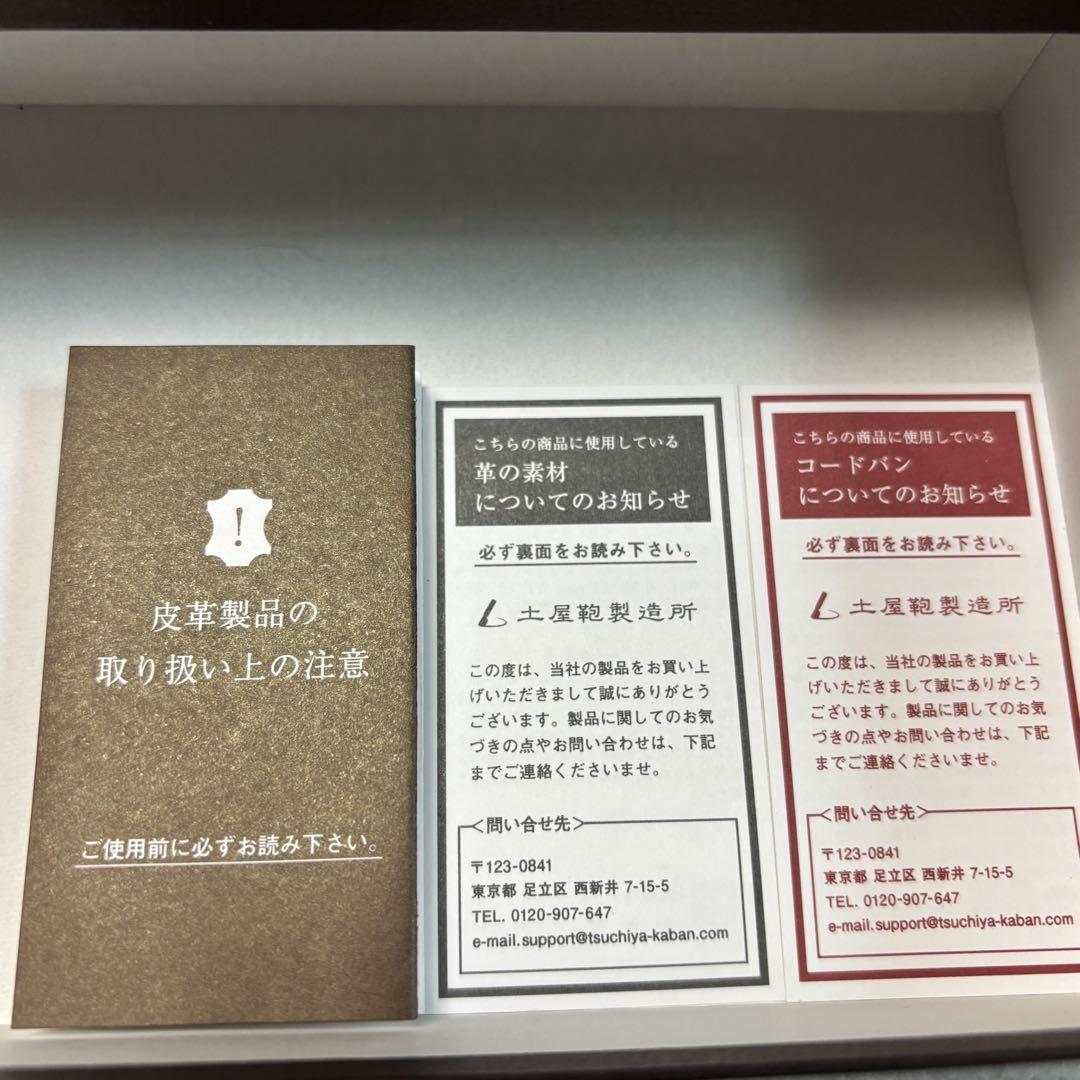 !
皮革製品の
取り扱い上の注意
ご使用前に必ずお読み下さい。
こちらの商品に使用している
革の素材
についてのお知らせ
必ず裏面をお読み下さい。
土屋鞄製造所
この度は、当社の製品をお買い上
げいただきまして誠にありがとう
ございます。製品に関してのお気
づきの点やお問い合わせは、下記
までご連絡くださいませ。
<問い合せ先>
〒123-0841
東京都 足立区 西新井 7-15-5
TEL. 0120-907-647
e-mail.support@tsuchiya-kaban.com
こちらの商品に使用している
コードバン
についてのお知らせ
必ず裏面をお読み下さい。
土屋鞄製造所
この度は、当社の製品をお買い上
げいただきまして誠にありがとう
ございます。製品に関してのお気
づきの点やお問い合わせは、下記
までご連絡くださいませ。
<問い合せ先>
〒123-0841
東京都 足立区 西新井 7-15-5
TEL. 0120-907-647
e-mail.support@tsuchiya-kaban.com